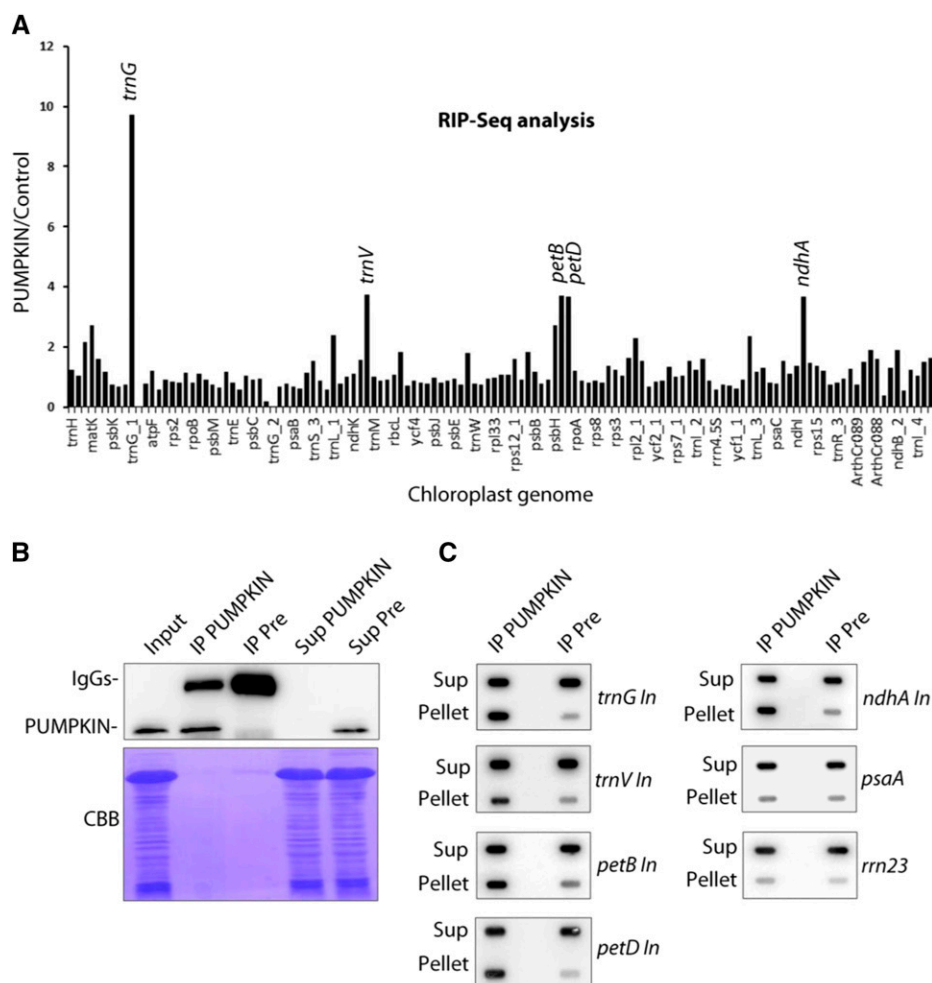 A
12
10
8
6
4
2
0
PUMPKIN/Control
RIP-Seq analysis
trnG
trnV
petB
petD
ndhA
trnH
matK
psbK
trnG_1
atpF
rps2
rpoB
psbM
trnE
psbC
trnG_2
psaB
trnS_3
trnL_1
ndhK
trnM
rbcL
ycf4
psbJ
psbE
trnW
rpl33
rps12_1
psbB
psbH
rpoA
rps8
rps3
rpl2_1
ycf2_1
rps7_1
trnI_2
rrn4.5S
ycf1_1
trnL_3
psaC
ndhI
rps15
trnR_3
ArthCr089
ArthCr088
ndhB_2
trnI_4
Chloroplast genome
B
Input
IP PUMPKIN
IP Pre
Sup PUMPKIN
Sup Pre
IgGs-
PUMPKIN-
CBB
C
IP PUMPKIN
IP Pre
Sup
Pellet
trnG In
Sup
Pellet
trnV In
Sup
Pellet
petB In
Sup
Pellet
petD In
IP PUMPKIN
IP Pre
Sup
Pellet
ndhA In
Sup
Pellet
psaA
Sup
Pellet
rrn23